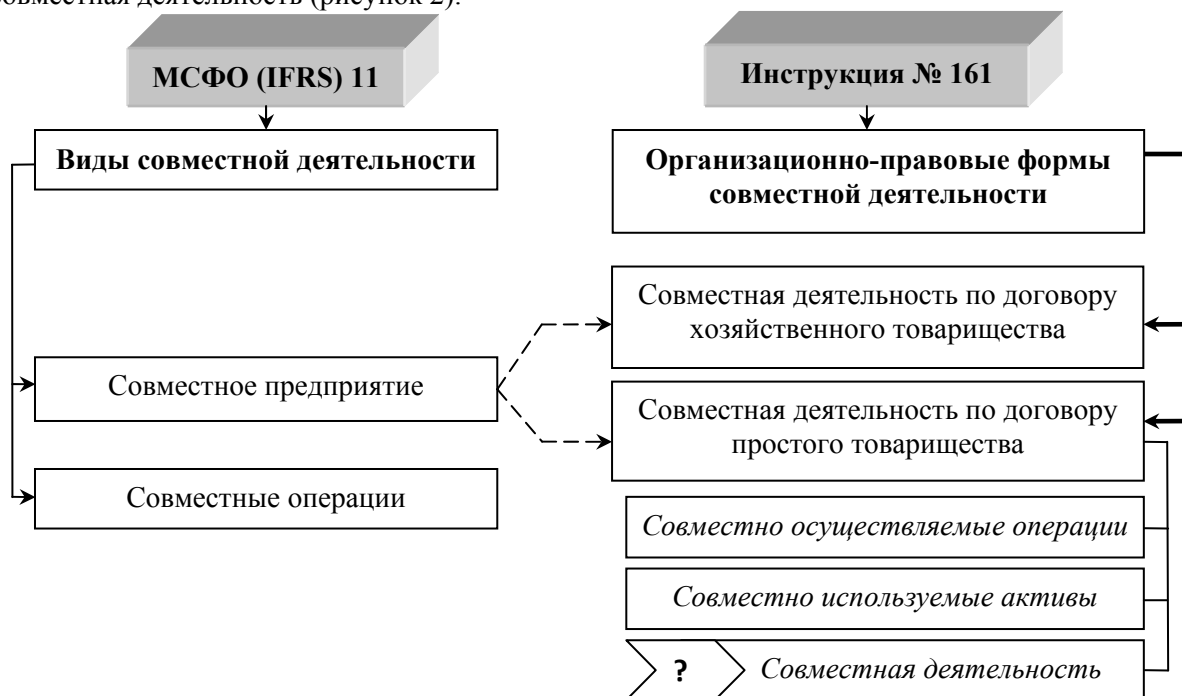 совместная деятельность (рисунок 2).
МСФО (IFRS) 11
Инструкция № 161
Виды совместной деятельности
Организационно-правовые формы
совместной деятельности
Совместная деятельность по договору
хозяйственного товарищества
Совместное предприятие
Совместная деятельность по договору
простого товарищества
Совместные операции
Совместно осуществляемые операции
Совместно используемые активы
? Совместная деятельность